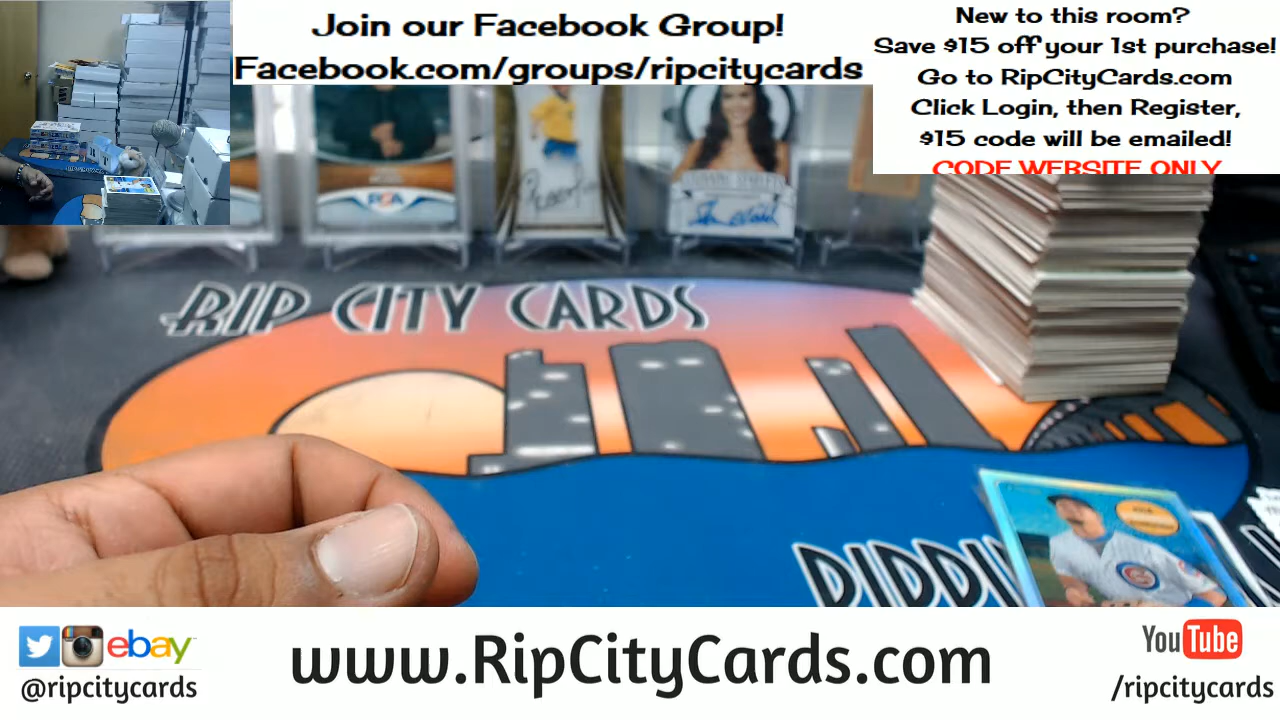 Join our Facebook Group!
Facebook.com/groups/ripcitycards
New to this room?
Save $15 off your 1st purchase!
Go to RipCityCards.com
Click Login, then Register,
$15 code will be emailed!
CODE WEBSITE ONLY
PSA
RIP CITY CARDS
ebay
@ripcitycards
www.RipCityCards.com
YouTube
/ripcitycards